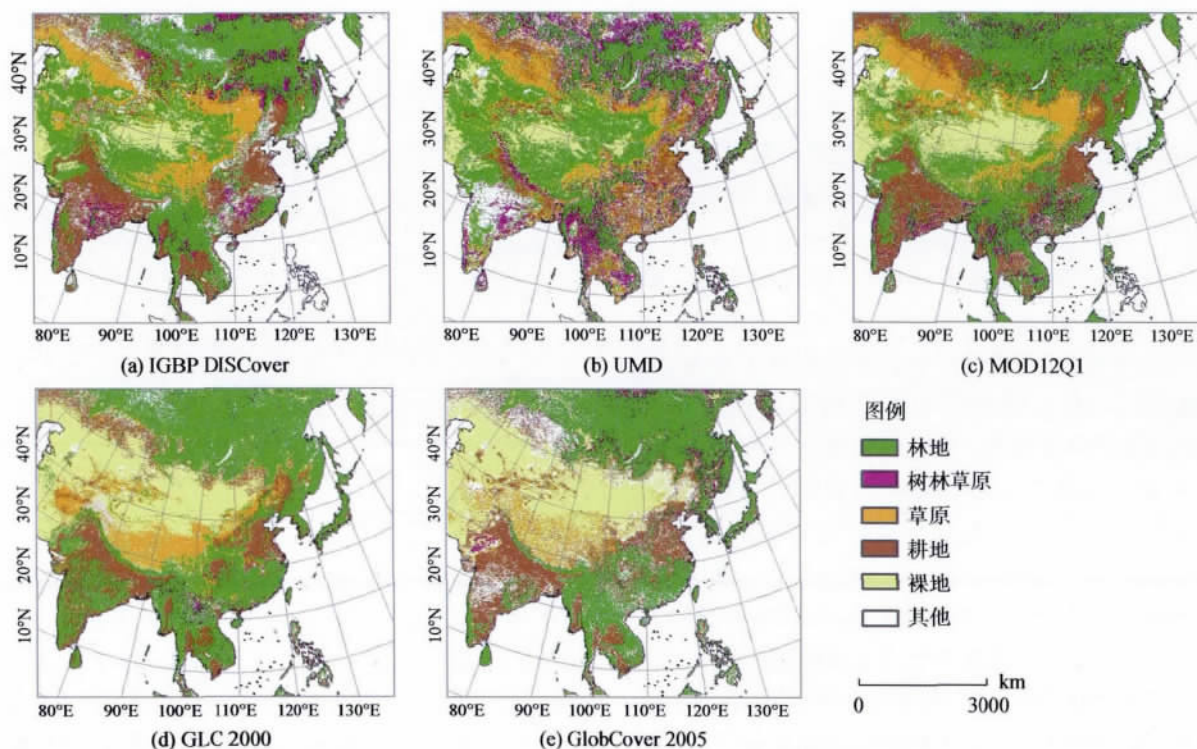 40°N
30°N
20°N
10°N
80°E 90°E 100°E 110°E 120°E 130°E
(a) IGBP DISCover
40°N
30°N
20°N
10°N
80°E 90°E 100°E 110°E 120°E 130°E
(b) UMD
40°N
30°N
20°N
10°N
80°E 90°E 100°E 110°E 120°E 130°E
(c) MOD12Q1
40°N
30°N
20°N
10°N
80°E 90°E 100°E 110°E 120°E 130°E
(d) GLC 2000
40°N
30°N
20°N
10°N
80°E 90°E 100°E 110°E 120°E 130°E
(e) GlobCover 2005
图例
林地
树林草原
草原
耕地
裸地
其他
km
0 3000